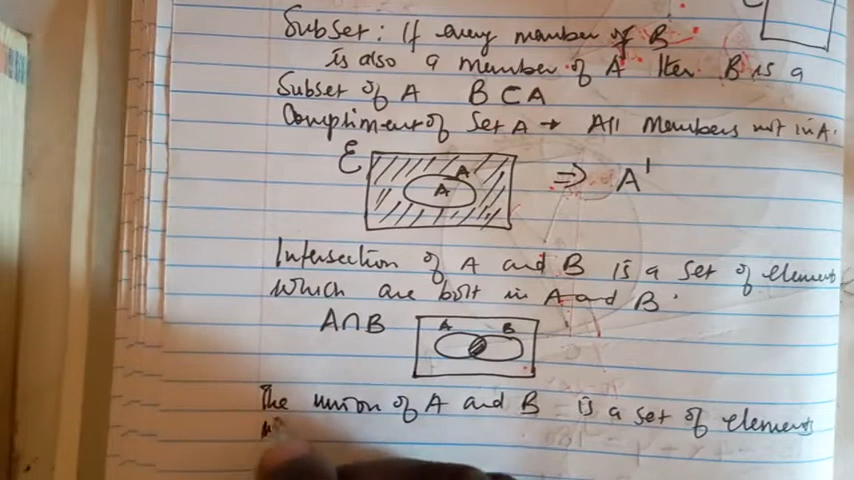 Subset: If every member of B
is also a member of A then B is a
Subset of A B ⊂ A
Compliment of Set A → All Members not in A.
ℰ A A ⇒ A'
Intersection of A and B is a set of elements
which are both in A and B.
A∩B A B
The union of A and B is a set of elements